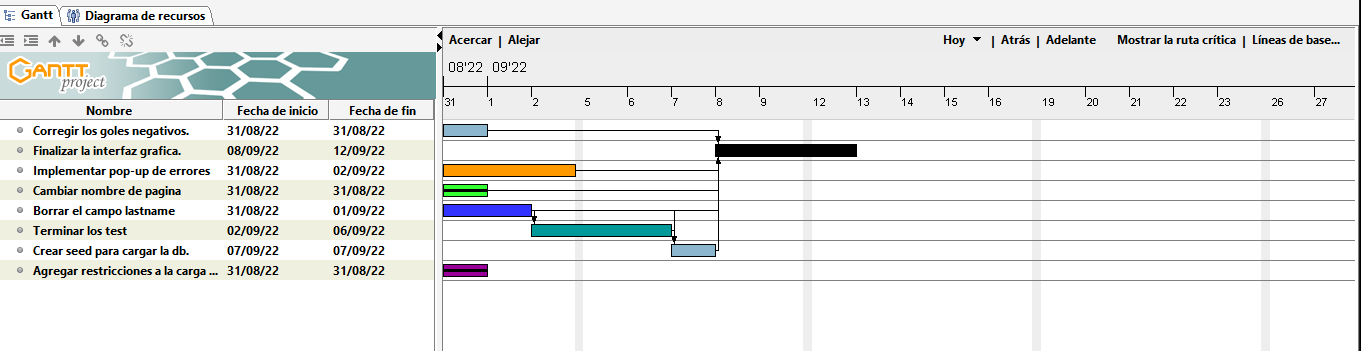 Gantt Diagrama de recursos
Acercar | Alejar Hoy | Atrás | Adelante Mostrar la ruta crítica | Líneas de base...
GANTT project
08'22 09'22
Nombre Fecha de inicio Fecha de fin
31 1 2 5 6 7 8 9 12 13 14 15 16 19 20 21 22 23 26 27
Corregir los goles negativos. 31/08/22 31/08/22
Finalizar la interfaz grafica. 08/09/22 12/09/22
Implementar pop-up de errores 31/08/22 02/09/22
Cambiar nombre de pagina 31/08/22 31/08/22
Borrar el campo lastname 31/08/22 01/09/22
Terminar los test 02/09/22 06/09/22
Crear seed para cargar la db. 07/09/22 07/09/22
Agregar restricciones a la carga ... 31/08/22 31/08/22